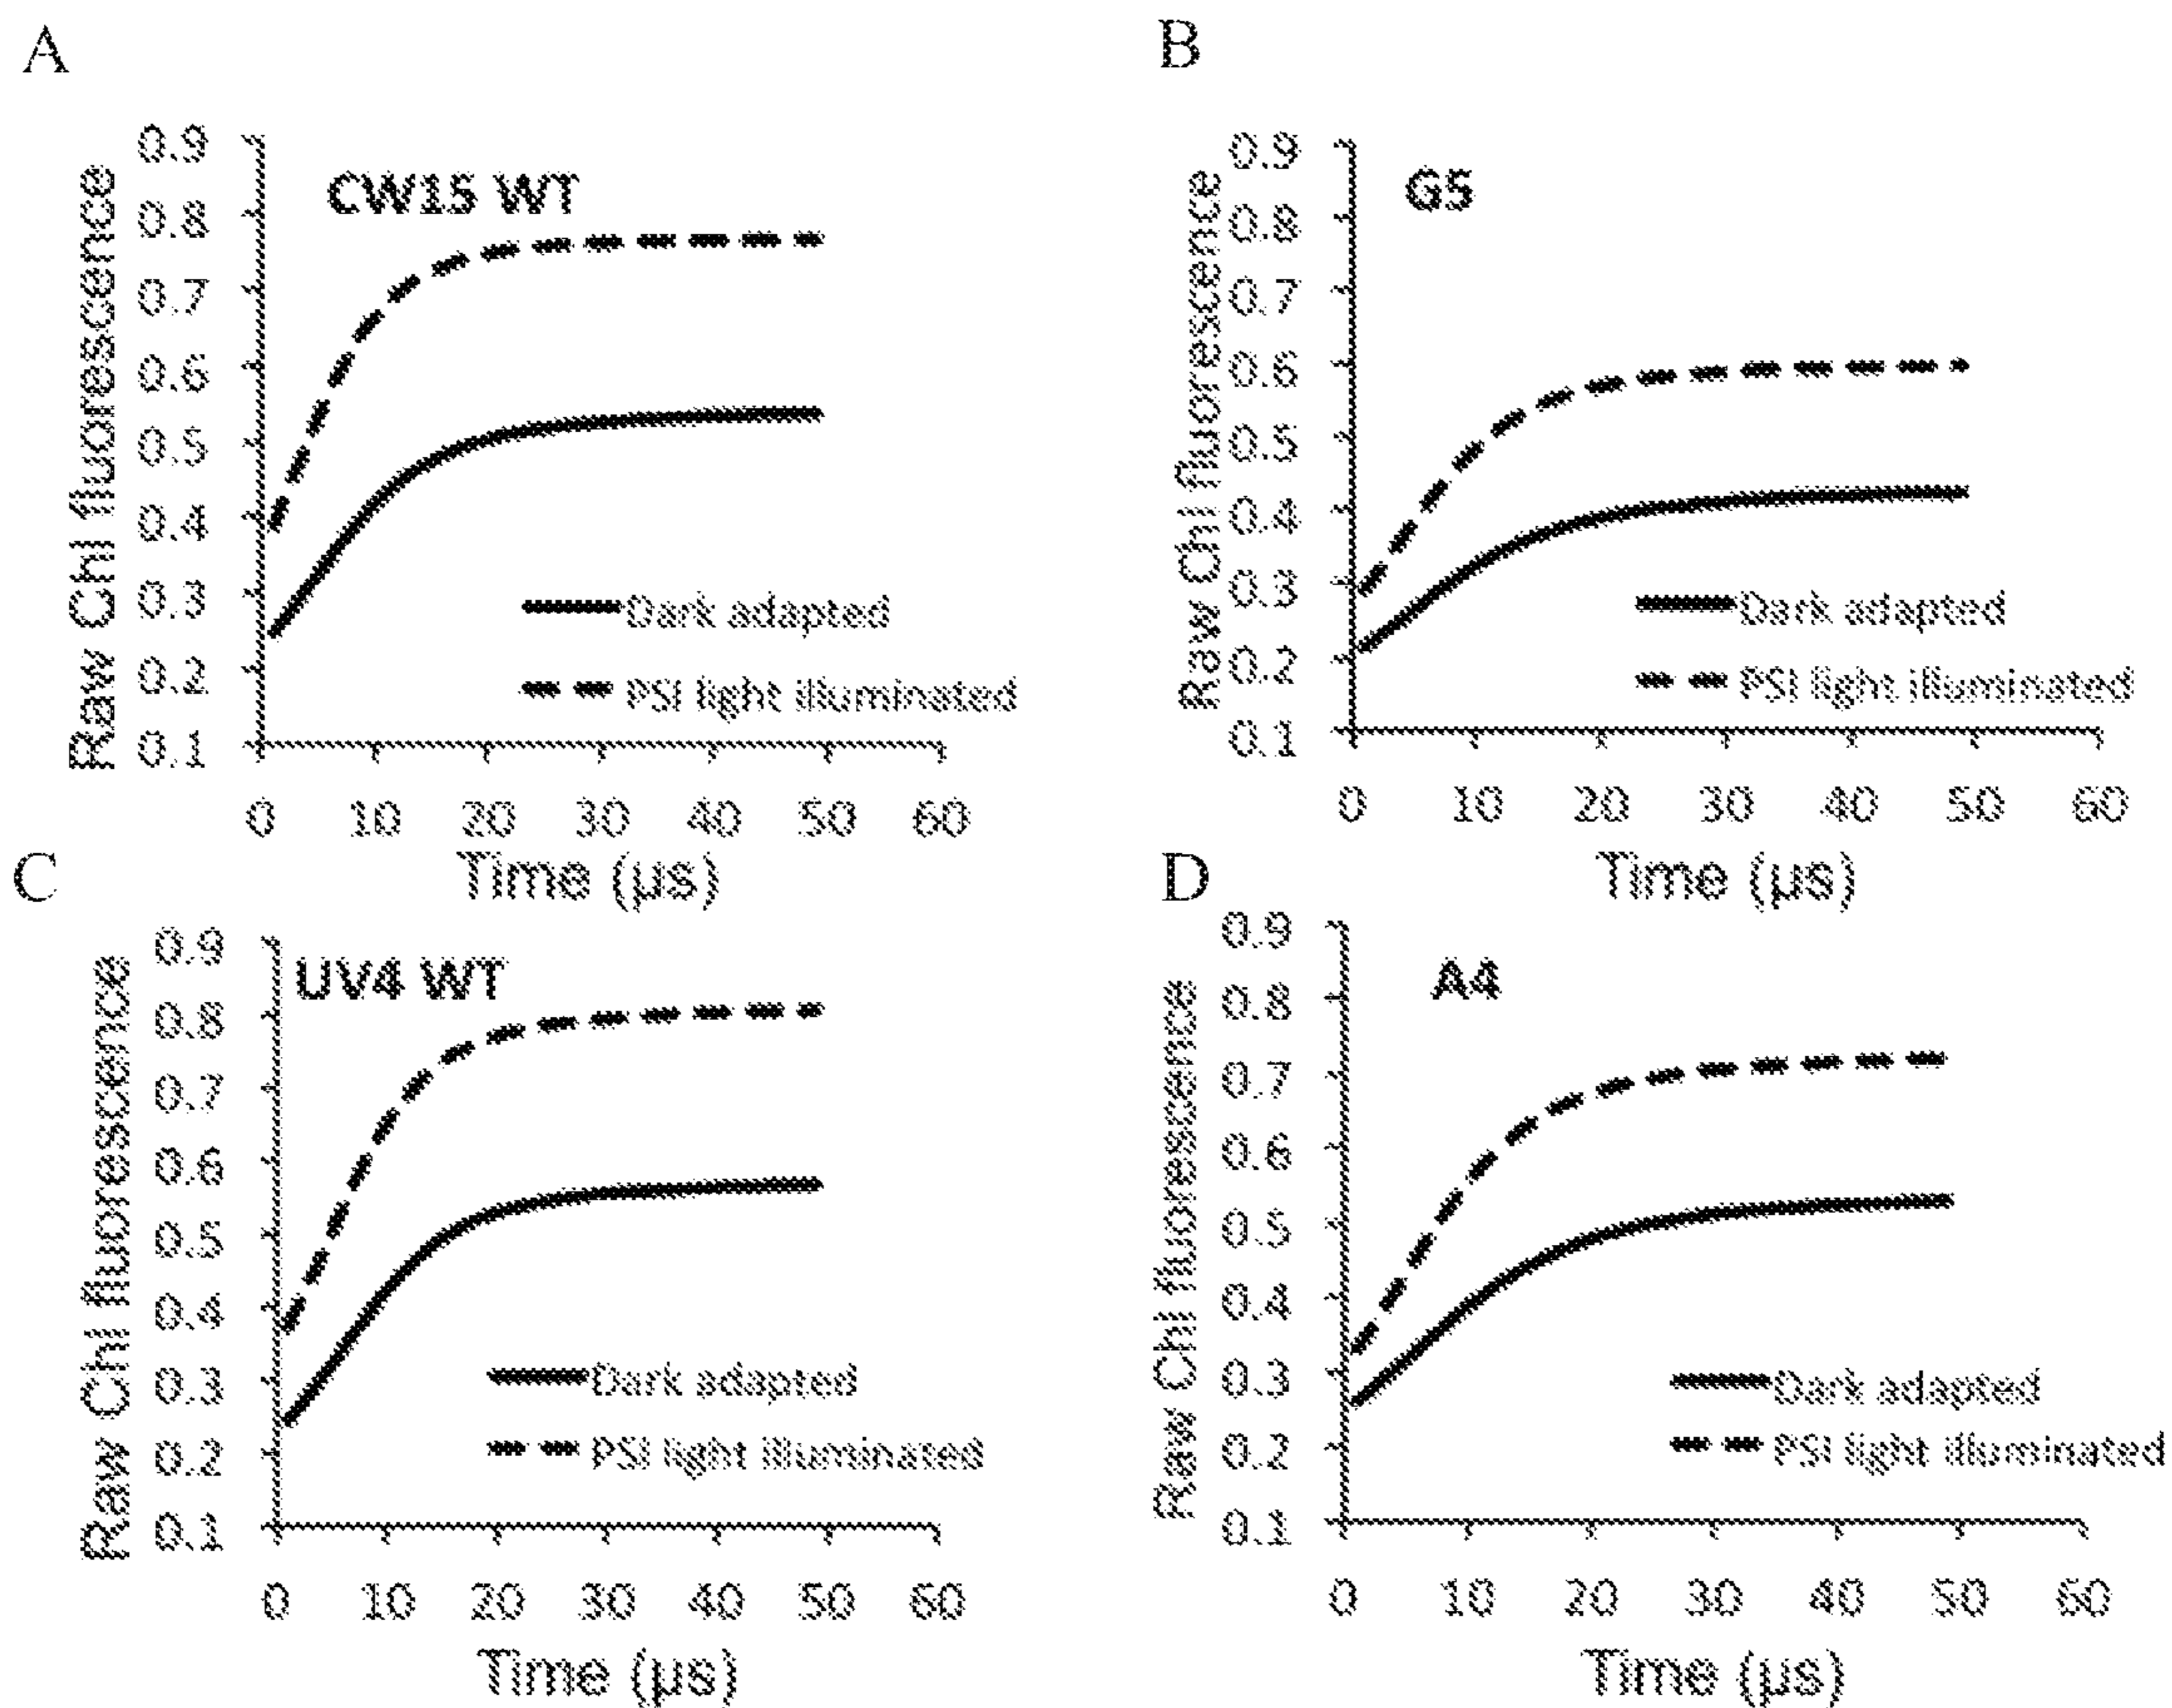 A
Raw Chl fluorescence
0.9
0.8
0.7
0.6
0.5
0.4
0.3
0.2
0.1
CW15 WT
Dark adapted
PSI light illuminated
0 10 20 30 40 50 60
Time (µs)
B
Raw Chl fluorescence
0.9
0.8
0.7
0.6
0.5
0.4
0.3
0.2
0.1
G5
Dark adapted
PSI light illuminated
0 10 20 30 40 50 60
Time (µs)
C
Raw Chl fluorescence
0.9
0.8
0.7
0.6
0.5
0.4
0.3
0.2
0.1
UV4 WT
Dark adapted
PSI light illuminated
0 10 20 30 40 50 60
Time (µs)
D
Raw Chl fluorescence
0.9
0.8
0.7
0.6
0.5
0.4
0.3
0.2
0.1
A4
Dark adapted
PSI light illuminated
0 10 20 30 40 50 60
Time (µs)